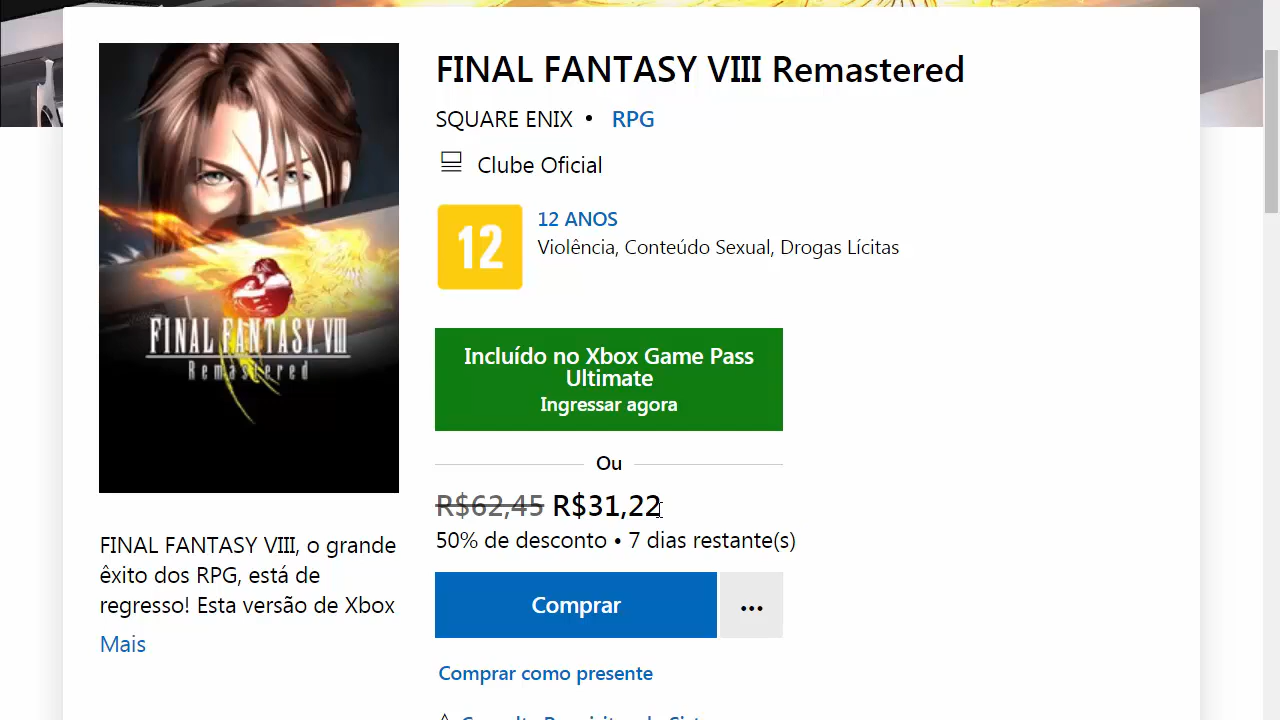 FINAL FANTASY VIII Remastered
SQUARE ENIX • RPG
Clube Oficial
12
12 ANOS
Violência, Conteúdo Sexual, Drogas Lícitas
FINAL FANTASY VIII
Remastered
Incluído no Xbox Game Pass
Ultimate
Ingressar agora
Ou
R$62,45 R$31,22
50% de desconto • 7 dias restante(s)
FINAL FANTASY VIII, o grande
êxito dos RPG, está de
regresso! Esta versão de Xbox
Mais
Comprar
...
Comprar como presente